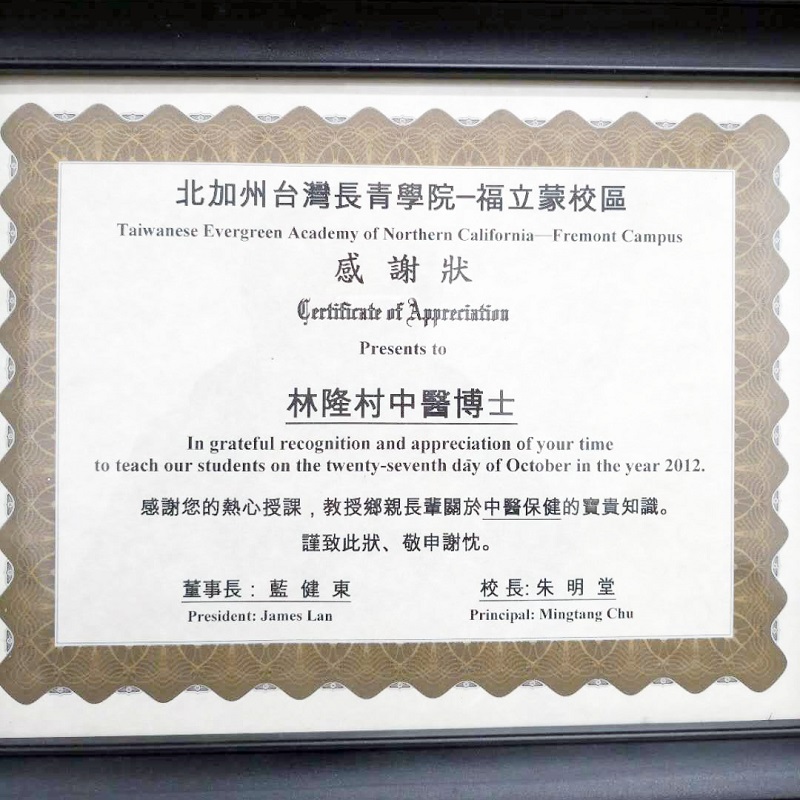 北加州台灣長青學院─福立蒙校區
Taiwanese Evergreen Academy of Northern California—Fremont Campus
感謝狀
Certificate of Appreciation
Presents to
林隆村中醫博士
In grateful recognition and appreciation of your time
to teach our students on the twenty-seventh day of October in the year 2012.
感謝您的熱心授課，教授鄉親長輩關於中醫保健的寶貴知識。
謹致此狀、敬申謝忱。
董事長：藍健東 校長:朱明堂
President: James Lan Principal: Mingtang Chu